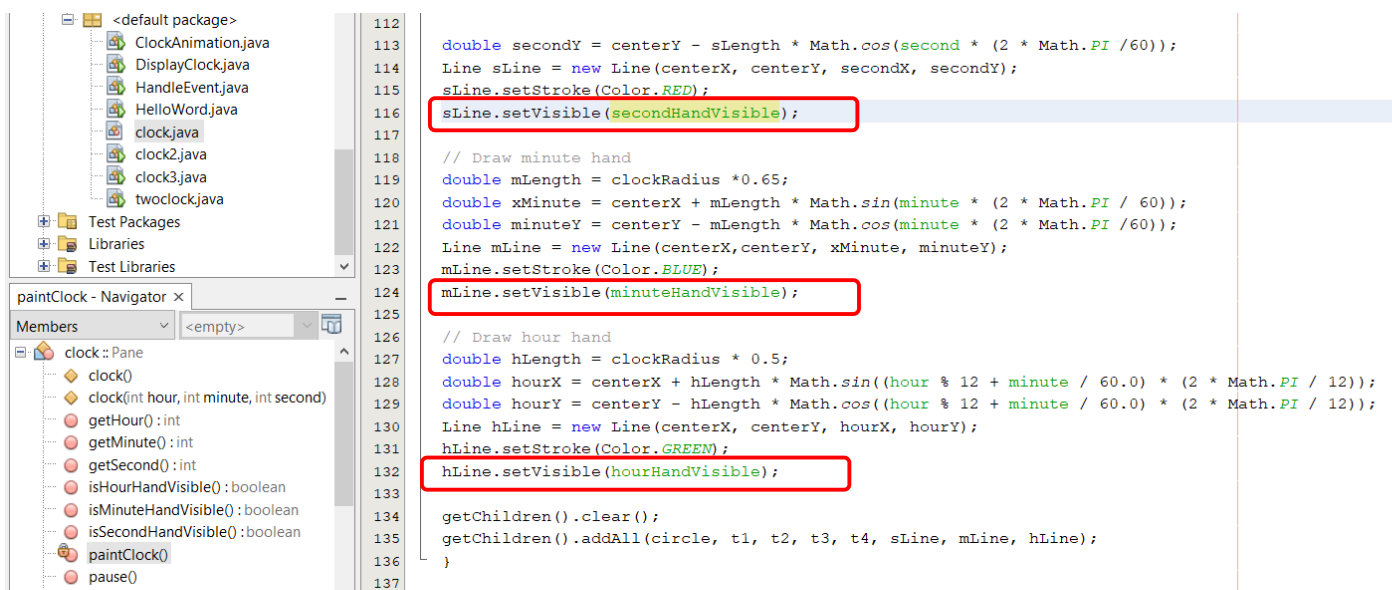 <default package>
ClockAnimation.java
DisplayClock.java
HandleEvent.java
HelloWord.java
clock.java
clock2.java
clock3.java
twoclock.java
Test Packages
Libraries
Test Libraries
paintClock - Navigator ×
Members
<empty>
clock :: Pane
clock()
clock(int hour, int minute, int second)
getHour() : int
getMinute() : int
getSecond() : int
isHourHandVisible() : boolean
isMinuteHandVisible() : boolean
isSecondHandVisible() : boolean
paintClock()
pause()
112
113 double secondY = centerY - sLength * Math.cos(second * (2 * Math.PI /60));
114 Line sLine = new Line(centerX, centerY, secondX, secondY);
115 sLine.setStroke(Color.RED);
116 sLine.setVisible(secondHandVisible);
117
118 // Draw minute hand
119 double mLength = clockRadius *0.65;
120 double xMinute = centerX + mLength * Math.sin(minute * (2 * Math.PI / 60));
121 double minuteY = centerY - mLength * Math.cos(minute * (2 * Math.PI /60));
122 Line mLine = new Line(centerX,centerY, xMinute, minuteY);
123 mLine.setStroke(Color.BLUE);
124 mLine.setVisible(minuteHandVisible);
125
126 // Draw hour hand
127 double hLength = clockRadius * 0.5;
128 double hourX = centerX + hLength * Math.sin((hour % 12 + minute / 60.0) * (2 * Math.PI / 12));
129 double hourY = centerY - hLength * Math.cos((hour % 12 + minute / 60.0) * (2 * Math.PI / 12));
130 Line hLine = new Line(centerX, centerY, hourX, hourY);
131 hLine.setStroke(Color.GREEN);
132 hLine.setVisible(hourHandVisible);
133
134 getChildren().clear();
135 getChildren().addAll(circle, t1, t2, t3, t4, sLine, mLine, hLine);
136 }
137